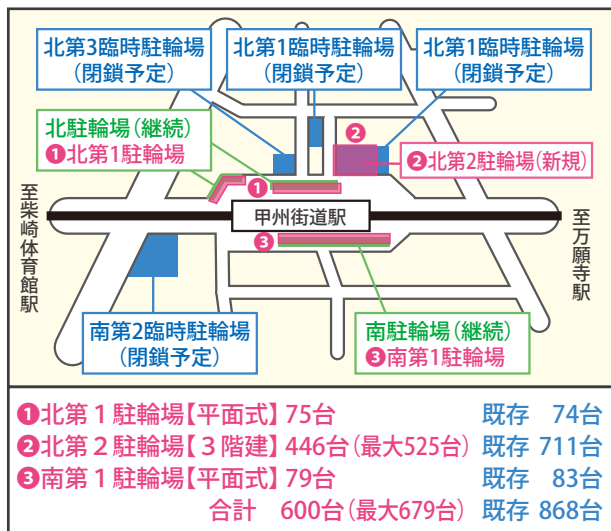 北第3臨時駐輪場
（閉鎖予定）
北第1臨時駐輪場
（閉鎖予定）
北第1臨時駐輪場
（閉鎖予定）
北駐輪場（継続）
❶北第1駐輪場
❷
❷北第2駐輪場（新規）
❶
甲州街道駅
至柴崎体育館駅
至万願寺駅
❸
南第2臨時駐輪場
（閉鎖予定）
南駐輪場（継続）
❸南第1駐輪場
❶北第１駐輪場【平面式】75台 既存 74台
❷北第２駐輪場【３階建】446台（最大525台） 既存 711台
❸南第１駐輪場【平面式】79台 既存 83台
合計 600台（最大679台） 既存 868台